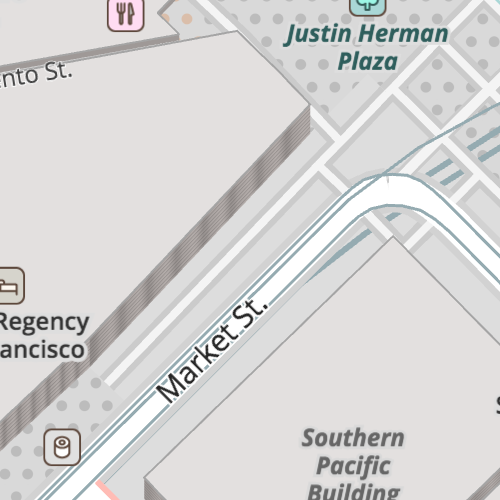 Justin Herman
Plaza
nto St.
Regency
ancisco
Market St.
Southern
Pacific
Building
S